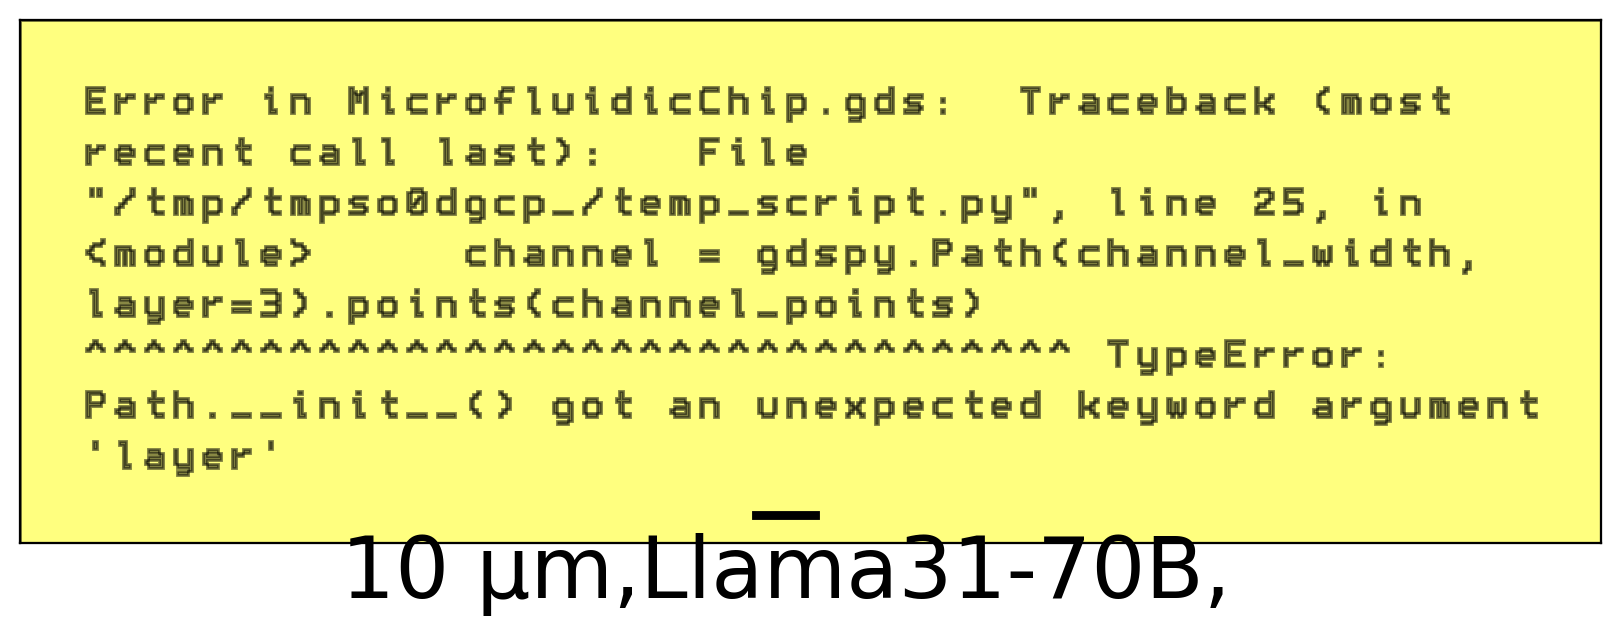 Error in MicrofluidicChip.gds:  Traceback (most
recent call last):   File
"/tmp/tmpso0dgcp_/temp_script.py", line 25, in
<module>     channel = gdspy.Path(channel_width,
layer=3).points(channel_points)
^^^^^^^^^^^^^^^^^^^^^^^^^^^^^^^^^^ TypeError:
Path.__init__() got an unexpected keyword argument
'layer'
10 μm,Llama31-70B,